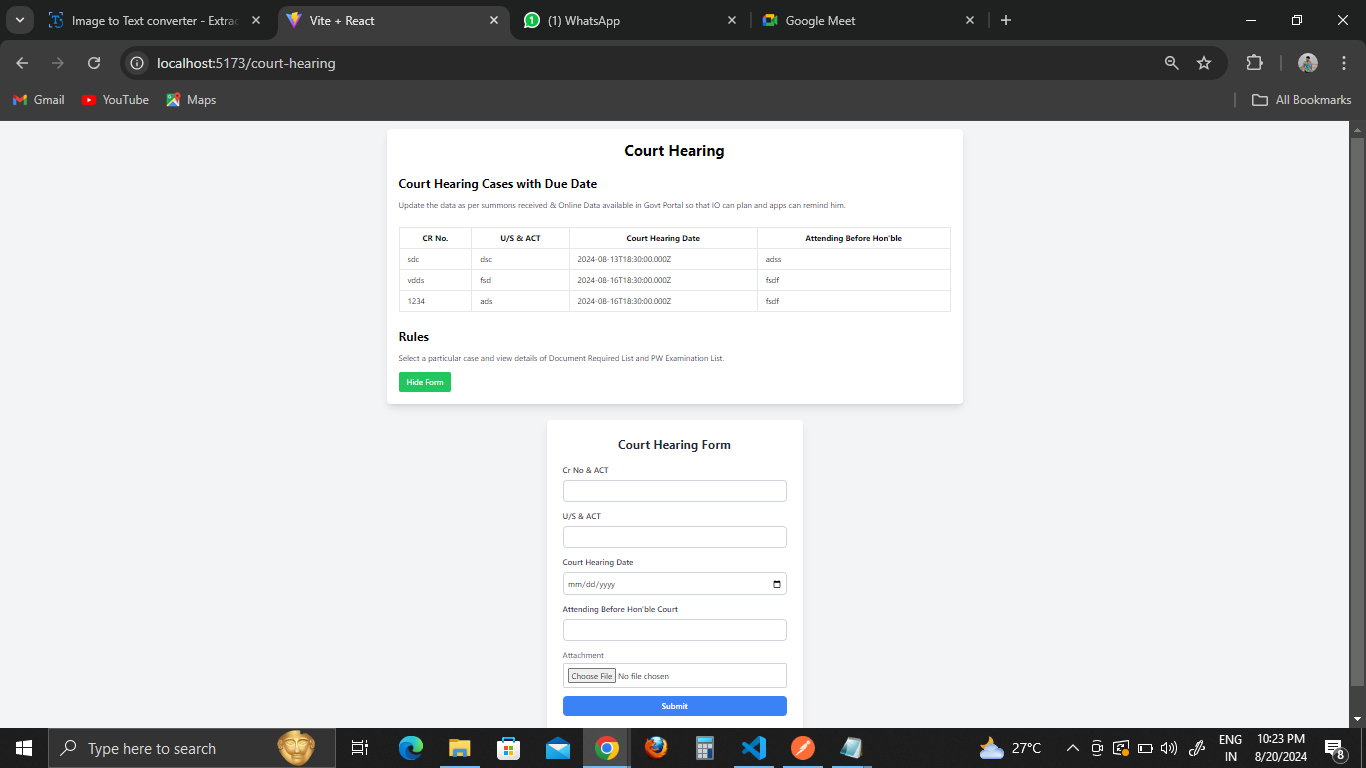 Image to Text converter - Extrac
Vite + React
(1) WhatsApp
Google Meet
localhost:5173/court-hearing
Gmail
YouTube
Maps
All Bookmarks
Court Hearing
Court Hearing Cases with Due Date
Update the data as per summons received & Online Data available in Govt Portal so that IO can plan and apps can remind him.
CR No. U/S & ACT Court Hearing Date Attending Before Hon'ble
sdc dsc 2024-08-13T18:30:00.000Z adss
vdds fsd 2024-08-16T18:30:00.000Z fsdf
1234 ads 2024-08-16T18:30:00.000Z fsdf
Rules
Select a particular case and view details of Document Required List and PW Examination List.
Hide Form
Court Hearing Form
Cr No & ACT
U/S & ACT
Court Hearing Date
mm/dd/yyyy
Attending Before Hon'ble Court
Attachment
Choose File No file chosen
Submit
Type here to search
27°C
ENG
IN
10:23 PM
8/20/2024
8